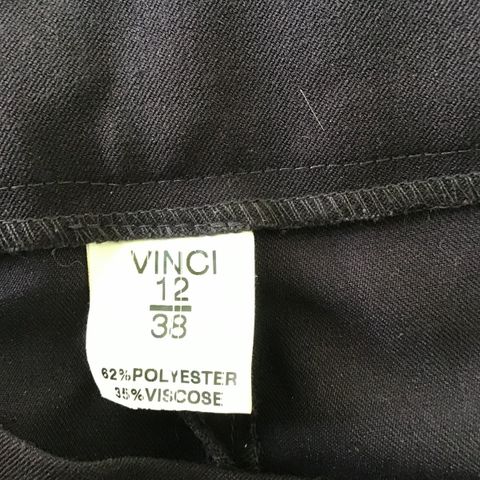 VINCI
12
38
62%POLYESTER
35%VISCOSE